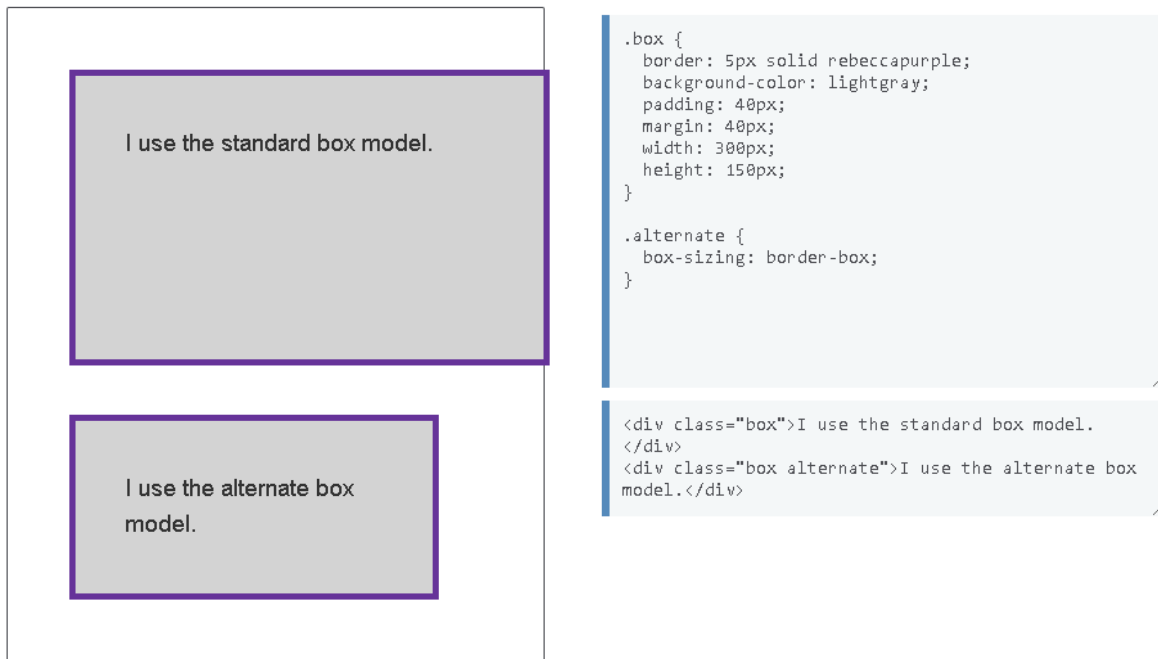 I use the standard box model.
I use the alternate box
model.
.box {
  border: 5px solid rebeccapurple;
  background-color: lightgray;
  padding: 40px;
  margin: 40px;
  width: 300px;
  height: 150px;
}
.alternate {
  box-sizing: border-box;
}
<div class="box">I use the standard box model.
</div>
<div class="box alternate">I use the alternate box
model.</div>